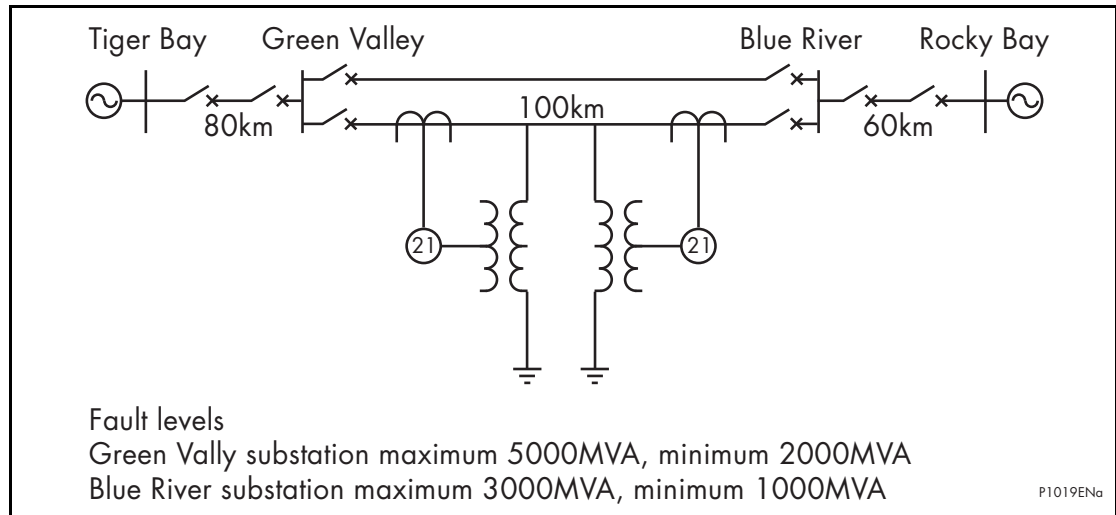 Tiger Bay Green Valley Blue River Rocky Bay
80km 100km 60km
21 21
Fault levels
Green Vally substation maximum 5000MVA, minimum 2000MVA
Blue River substation maximum 3000MVA, minimum 1000MVA
P1019ENa